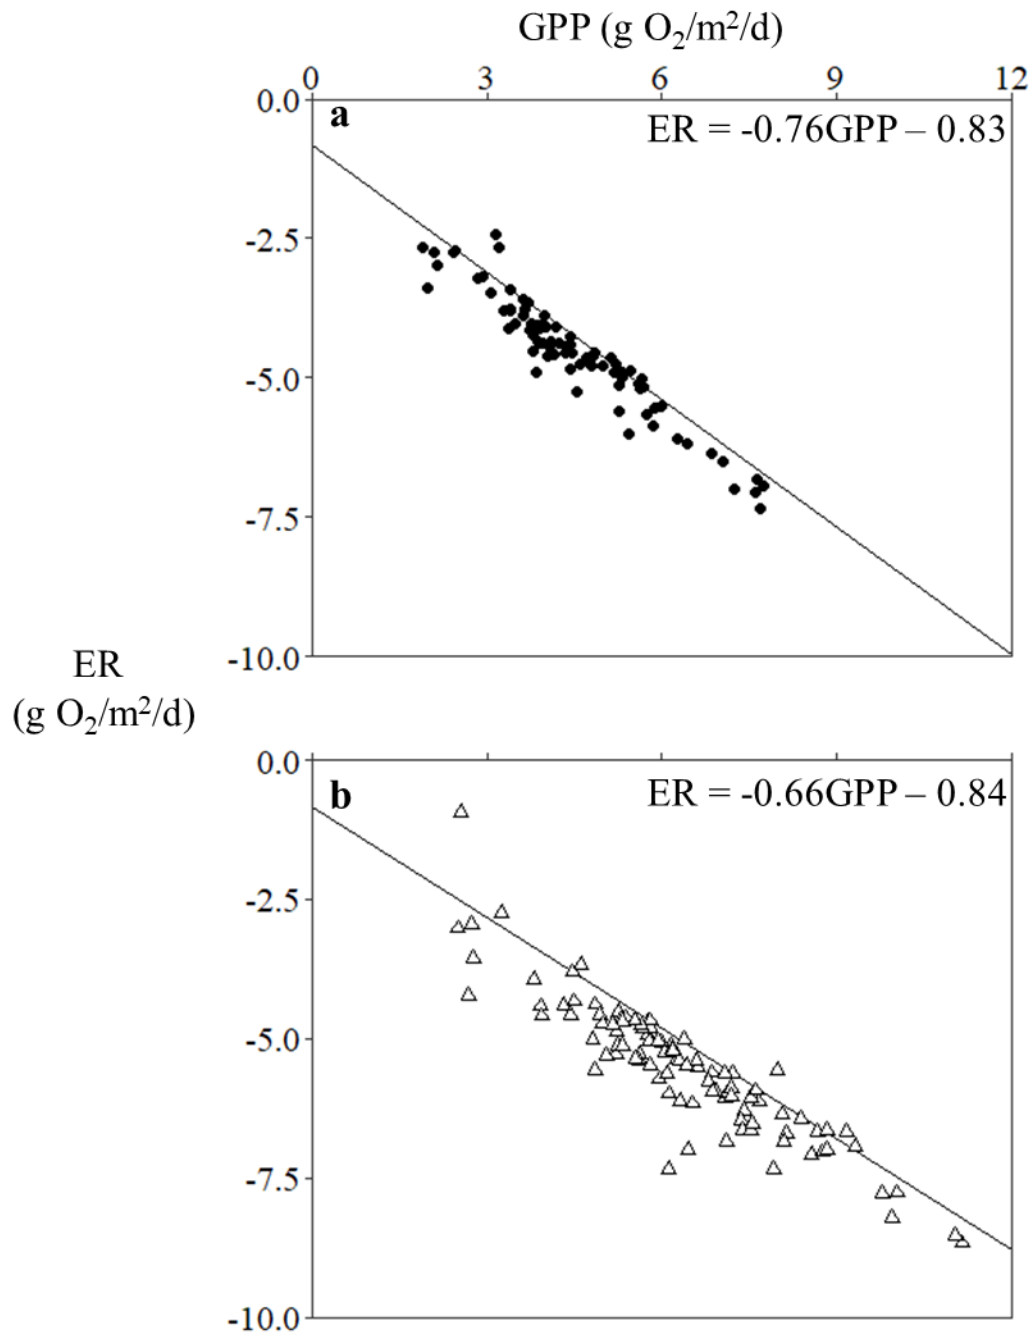 GPP (g O₂/m²/d)
0 3 6 9 12
a
ER = -0.76GPP – 0.83
0.0
-2.5
-5.0
-7.5
-10.0
ER
(g O₂/m²/d)
b
ER = -0.66GPP – 0.84
0.0
-2.5
-5.0
-7.5
-10.0